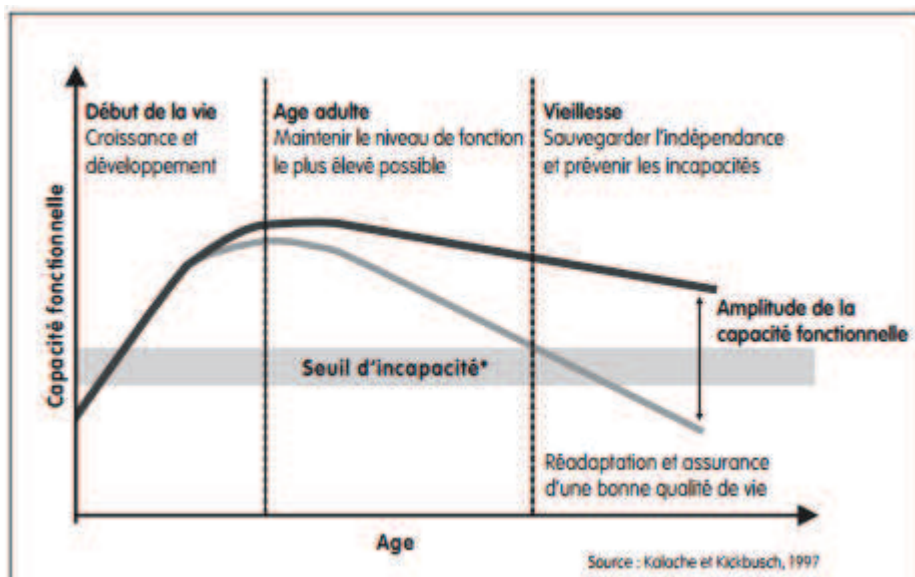 Début de la vie
Croissance et
développement
Age adulte
Maintenir le niveau de fonction
le plus élevé possible
Vieillesse
Sauvegarder l'indépendance
et prévenir les incapacités
Capacité fonctionnelle
Amplitude de la
capacité fonctionnelle
Seuil d'incapacité*
Réadaptation et assurance
d'une bonne qualité de vie
Age
Source : Kalache et Kickbusch, 1997